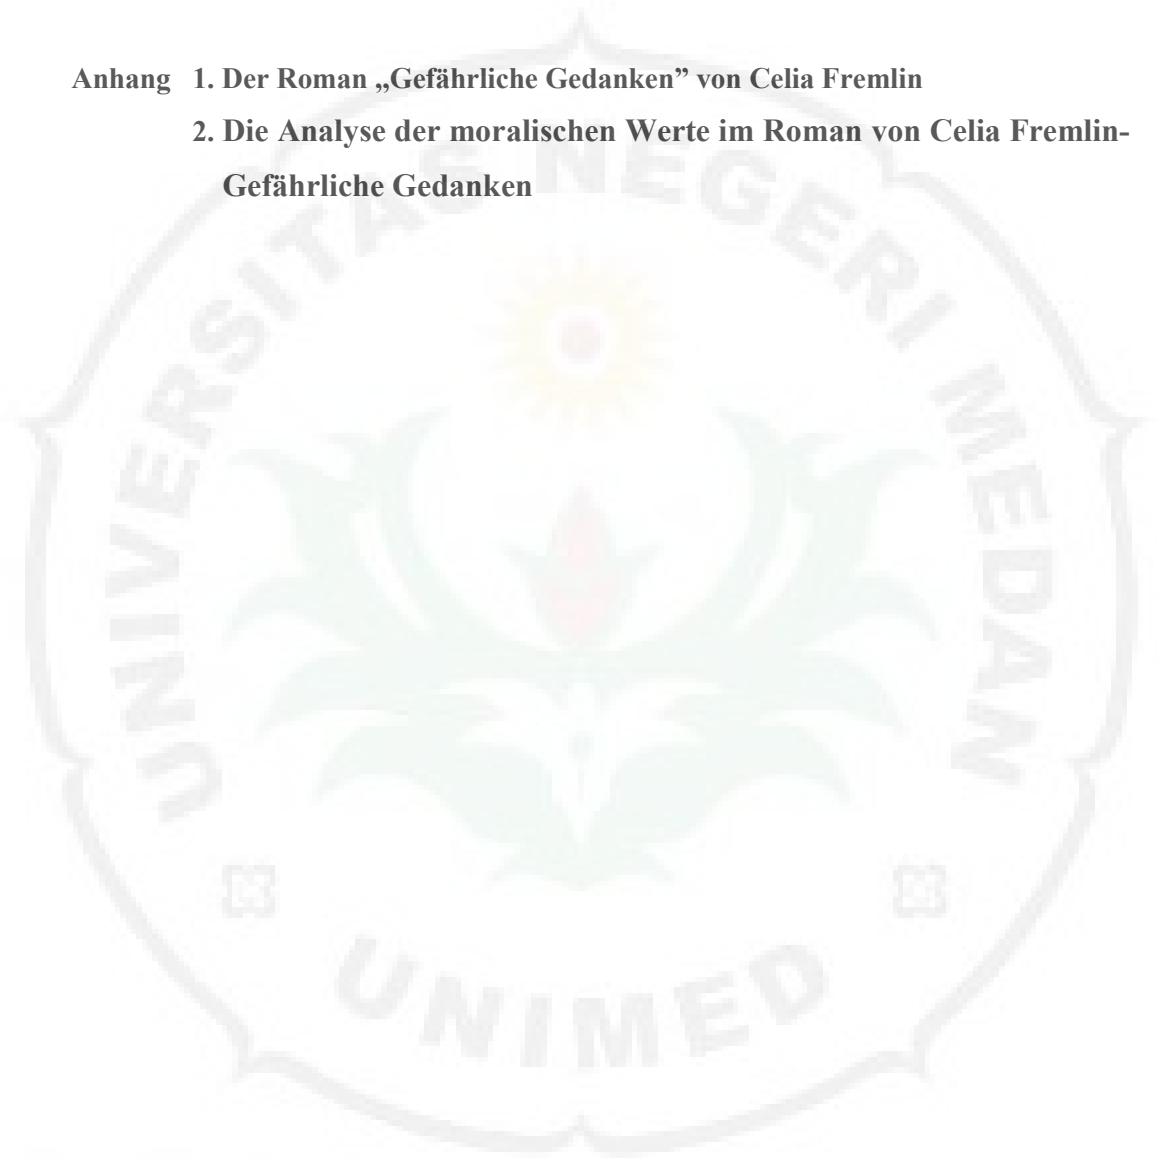 Anhang 1. Der Roman „Gefährliche Gedanken” von Celia Fremlin
2. Die Analyse der moralischen Werte im Roman von Celia Fremlin-
Gefährliche Gedanken
UNIVERSITAS NEGERI MEDAN
UNIMED